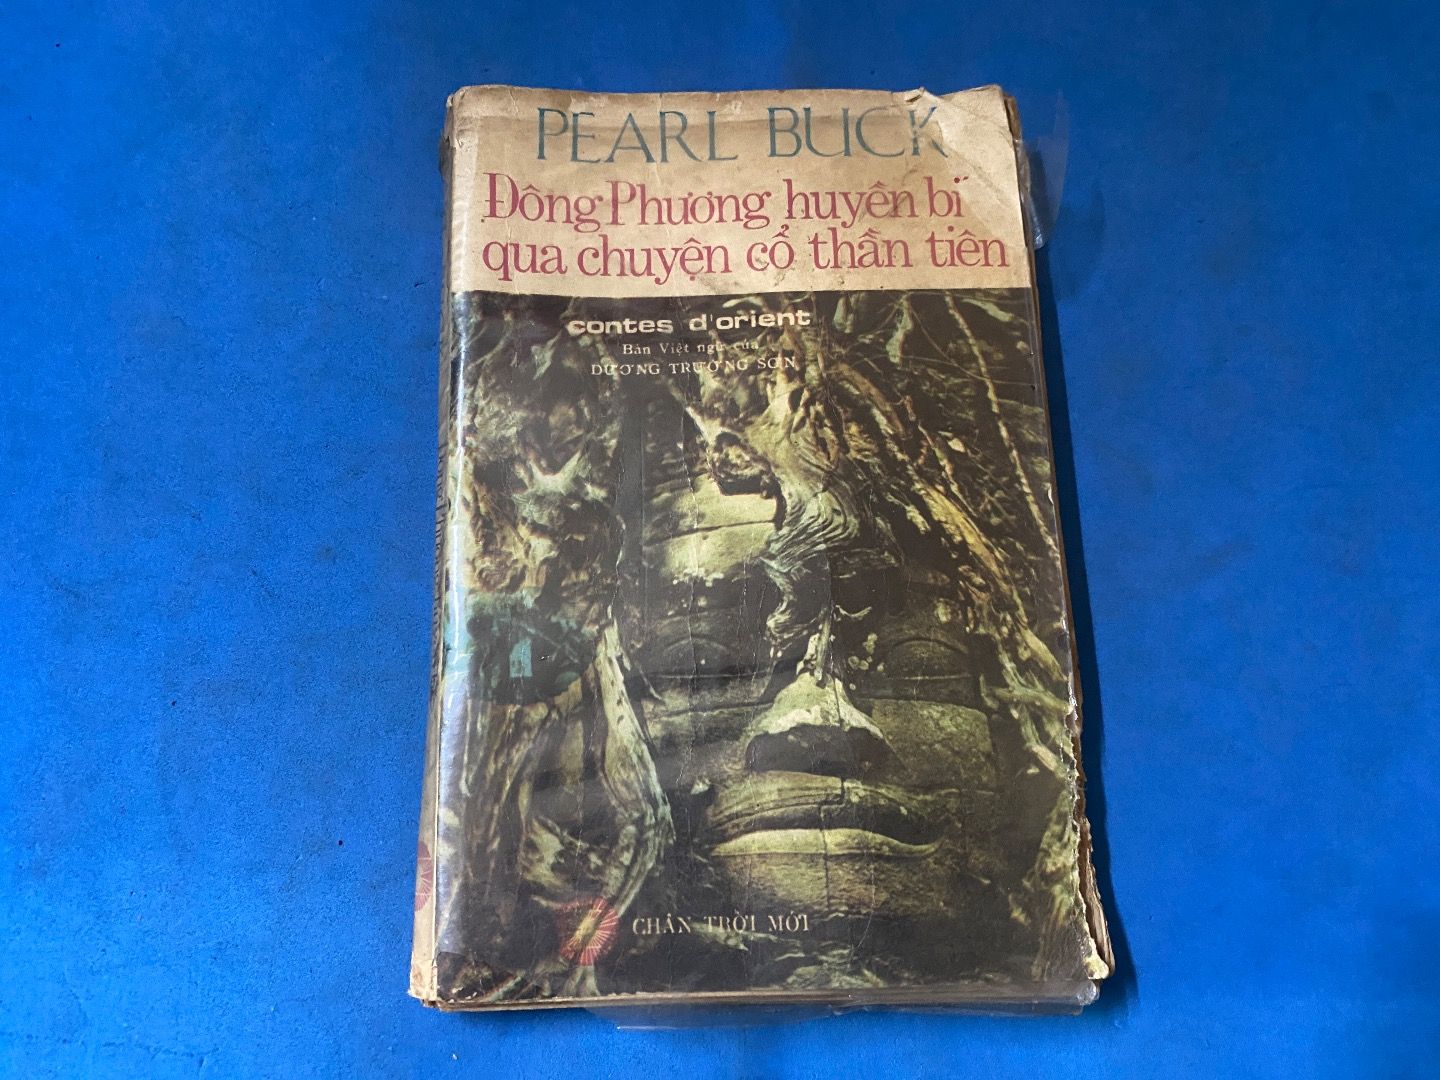 PEARL BUCK
Đông Phương huyền bí
qua chuyện cổ thần tiên
contes d'orient
Bản Việt ngữ của
DƯƠNG TRƯỜNG SƠN
CHÂN TRỜI MỚI